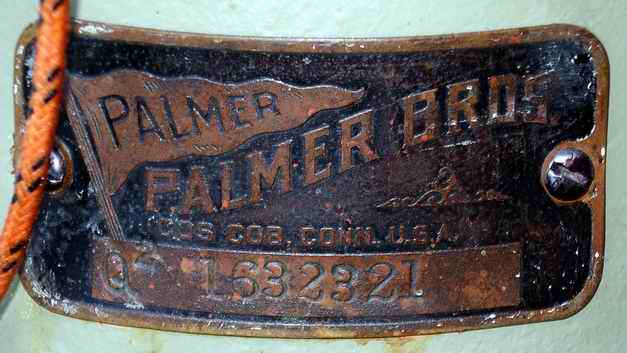 PALMER
PALMER BROS.
COS COB, CONN. U.S.A.
1632321